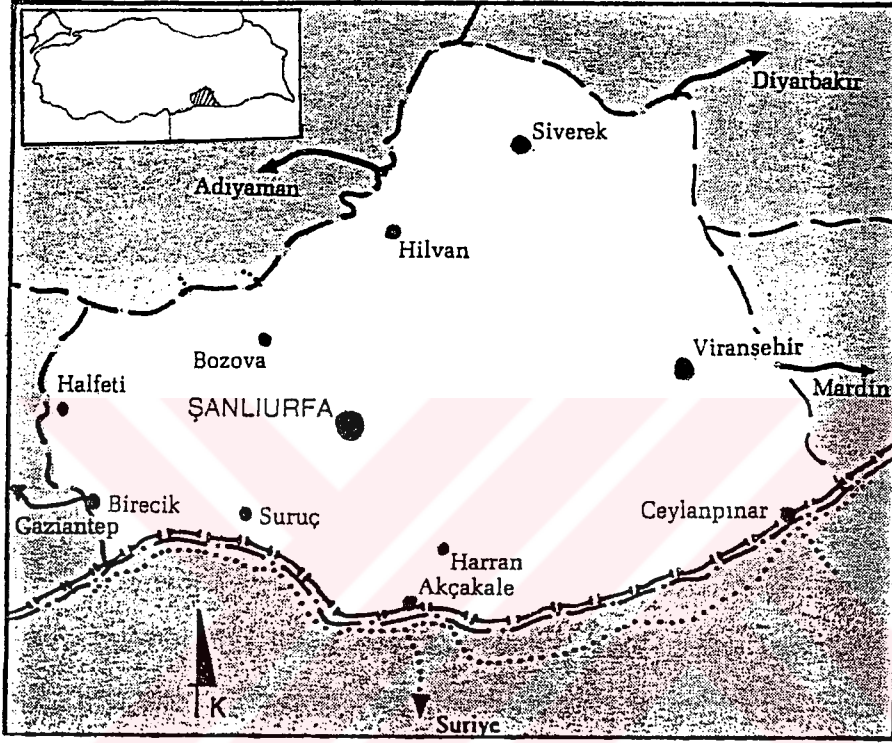 Diyarbakır
Siverek
Adıyaman
Hilvan
Bozova
Viranşehir
Halfeti
Mardin
ŞANLIURFA
Birecik
Suruç
Ceylanpınar
Gaziantep
Harran
Akçakale
K
Suriye